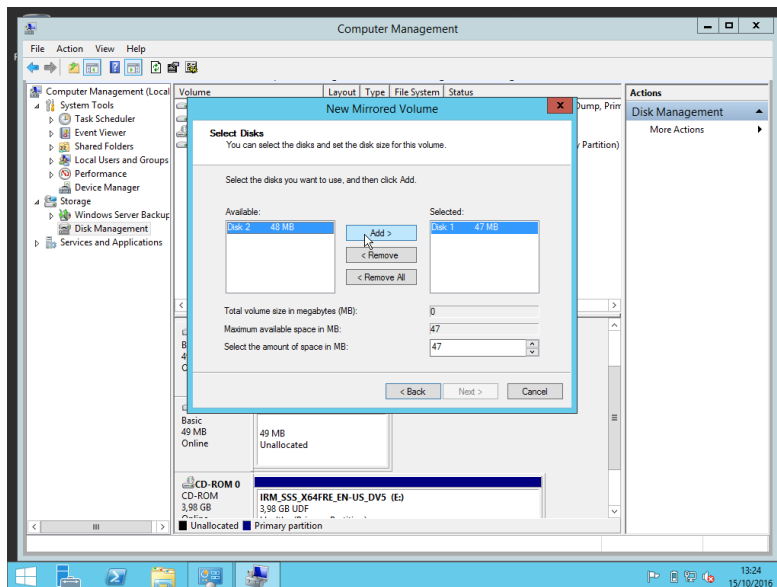 Computer Management
File Action View Help
Computer Management (Local
System Tools
Task Scheduler
Event Viewer
Shared Folders
Local Users and Groups
Performance
Device Manager
Storage
Windows Server Backup
Disk Management
Services and Applications
Volume Layout Type File System Status
Dump, Prim
Partition)
New Mirrored Volume
Select Disks
You can select the disks and set the disk size for this volume.
Select the disks you want to use, and then click Add.
Available:
Disk 2 48 MB
Add >
< Remove
< Remove All
Selected:
Disk 1 47 MB
Total volume size in megabytes (MB): 0
Maximum available space in MB: 47
Select the amount of space in MB: 47
< Back Next > Cancel
Basic
49 MB
Online
49 MB
Unallocated
CD-ROM 0
CD-ROM
3,98 GB
IRM_SSS_X64FRE_EN-US_DV5 (E:)
3,98 GB UDF
Unallocated Primary partition
Actions
Disk Management
More Actions
13:24
15/10/2016